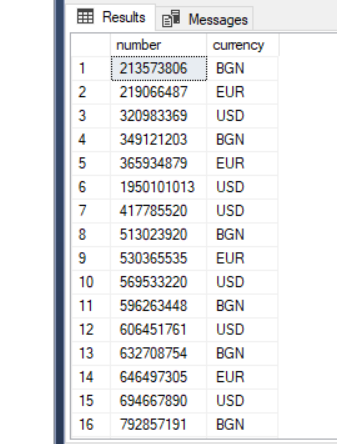 Results Messages
number currency
1 213573806 BGN
2 219066487 EUR
3 320983369 USD
4 349121203 BGN
5 365934879 EUR
6 1950101013 USD
7 417785520 USD
8 513023920 BGN
9 530365535 EUR
10 569533220 USD
11 596263448 BGN
12 606451761 USD
13 632708754 BGN
14 646497305 EUR
15 694667890 USD
16 792857191 BGN